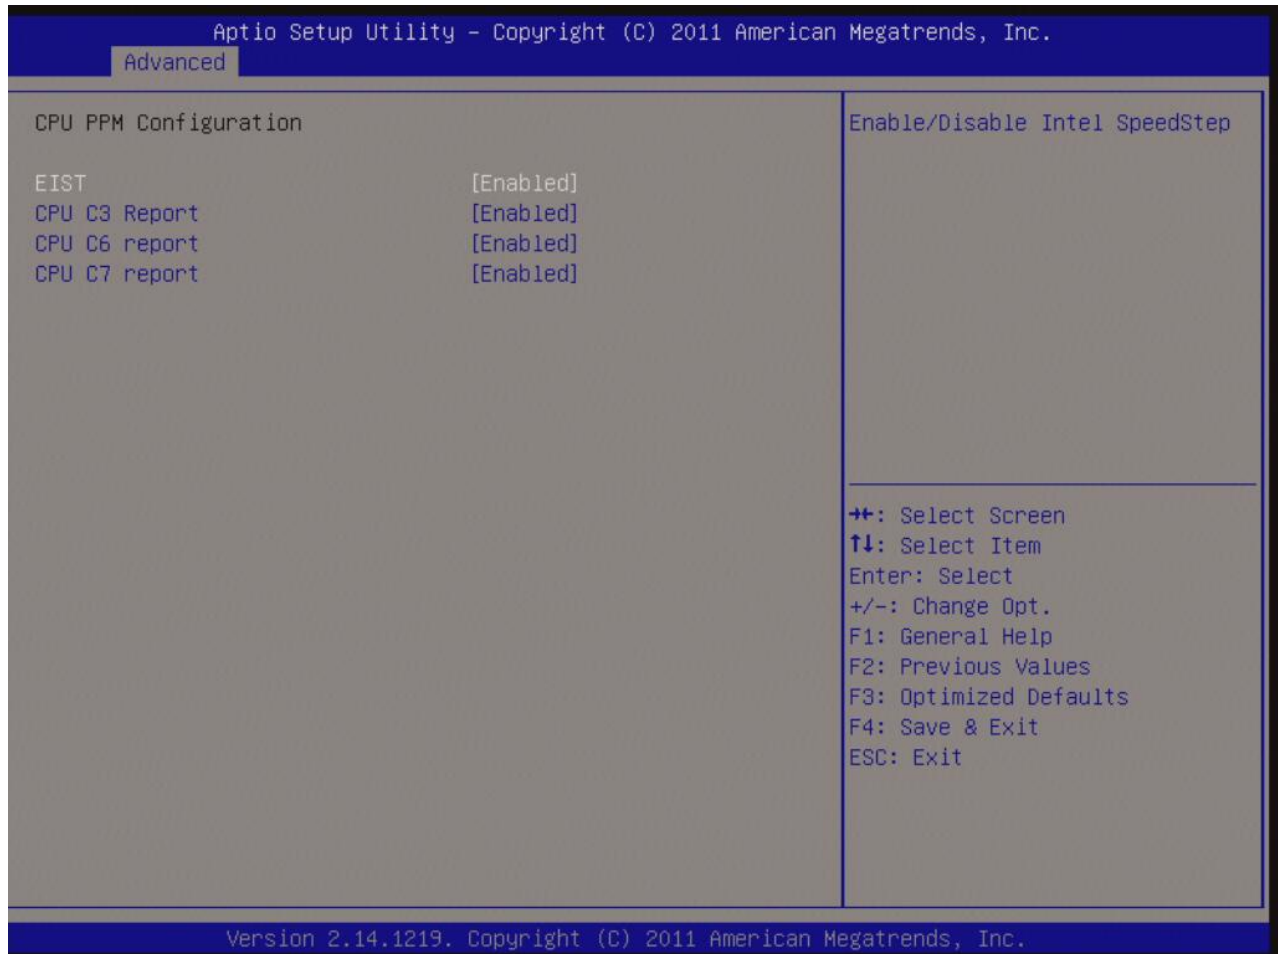 Aptio Setup Utility – Copyright (C) 2011 American Megatrends, Inc.
Advanced
CPU PPM Configuration
EIST [Enabled]
CPU C3 Report [Enabled]
CPU C6 report [Enabled]
CPU C7 report [Enabled]
Enable/Disable Intel SpeedStep
→←: Select Screen
↑↓: Select Item
Enter: Select
+/-: Change Opt.
F1: General Help
F2: Previous Values
F3: Optimized Defaults
F4: Save & Exit
ESC: Exit
Version 2.14.1219. Copyright (C) 2011 American Megatrends, Inc.